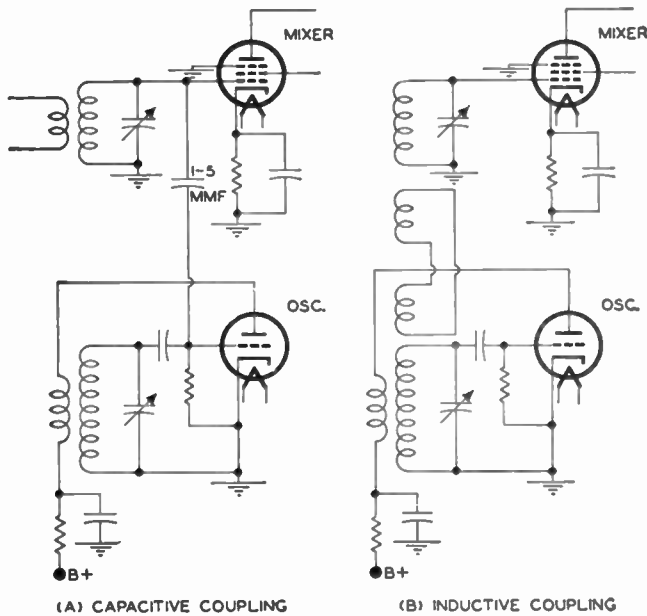 MIXER
MIXER
1-5
MMF
OSC.
OSC.
B+
B+
(A) CAPACITIVE COUPLING
(B) INDUCTIVE COUPLING